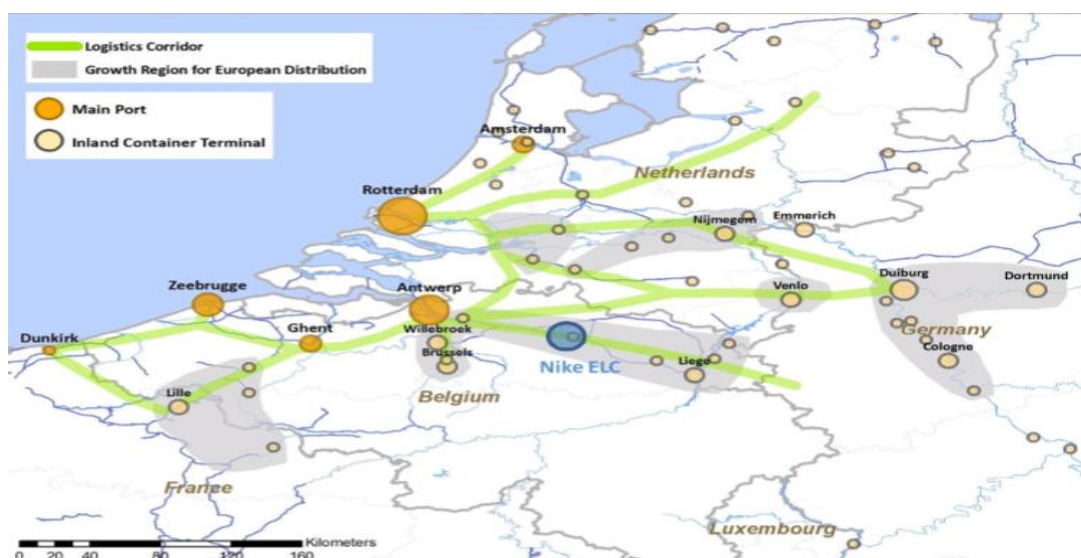 Logistics Corridor
Growth Region for European Distribution
Main Port
Inland Container Terminal
Amsterdam
Netherlands
Rotterdam
Nijmegem
Emmerich
Zeebrugge
Antwerp
Venlo
Duiburg
Dortmund
Dunkirk
Ghent
Willebroek
Germany
Brussels
Nike ELC
Liege
Cologne
Lille
Belgium
France
Luxembourg
Kilometers
0 20 40 80 120 160